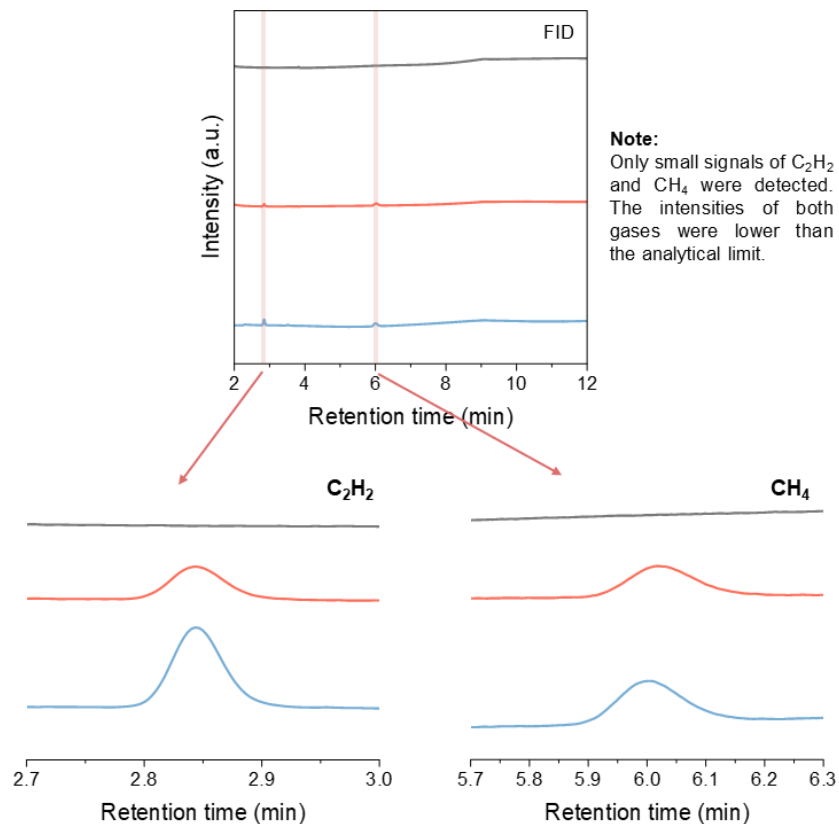 FID
Intensity (a.u.)
2 4 6 8 10 12
Retention time (min)
Note:
Only small signals of C₂H₂
and CH₄ were detected.
The intensities of both
gases were lower than
the analytical limit.
C₂H₂
2.7 2.8 2.9 3.0
Retention time (min)
CH₄
5.7 5.8 5.9 6.0 6.1 6.2 6.3
Retention time (min)